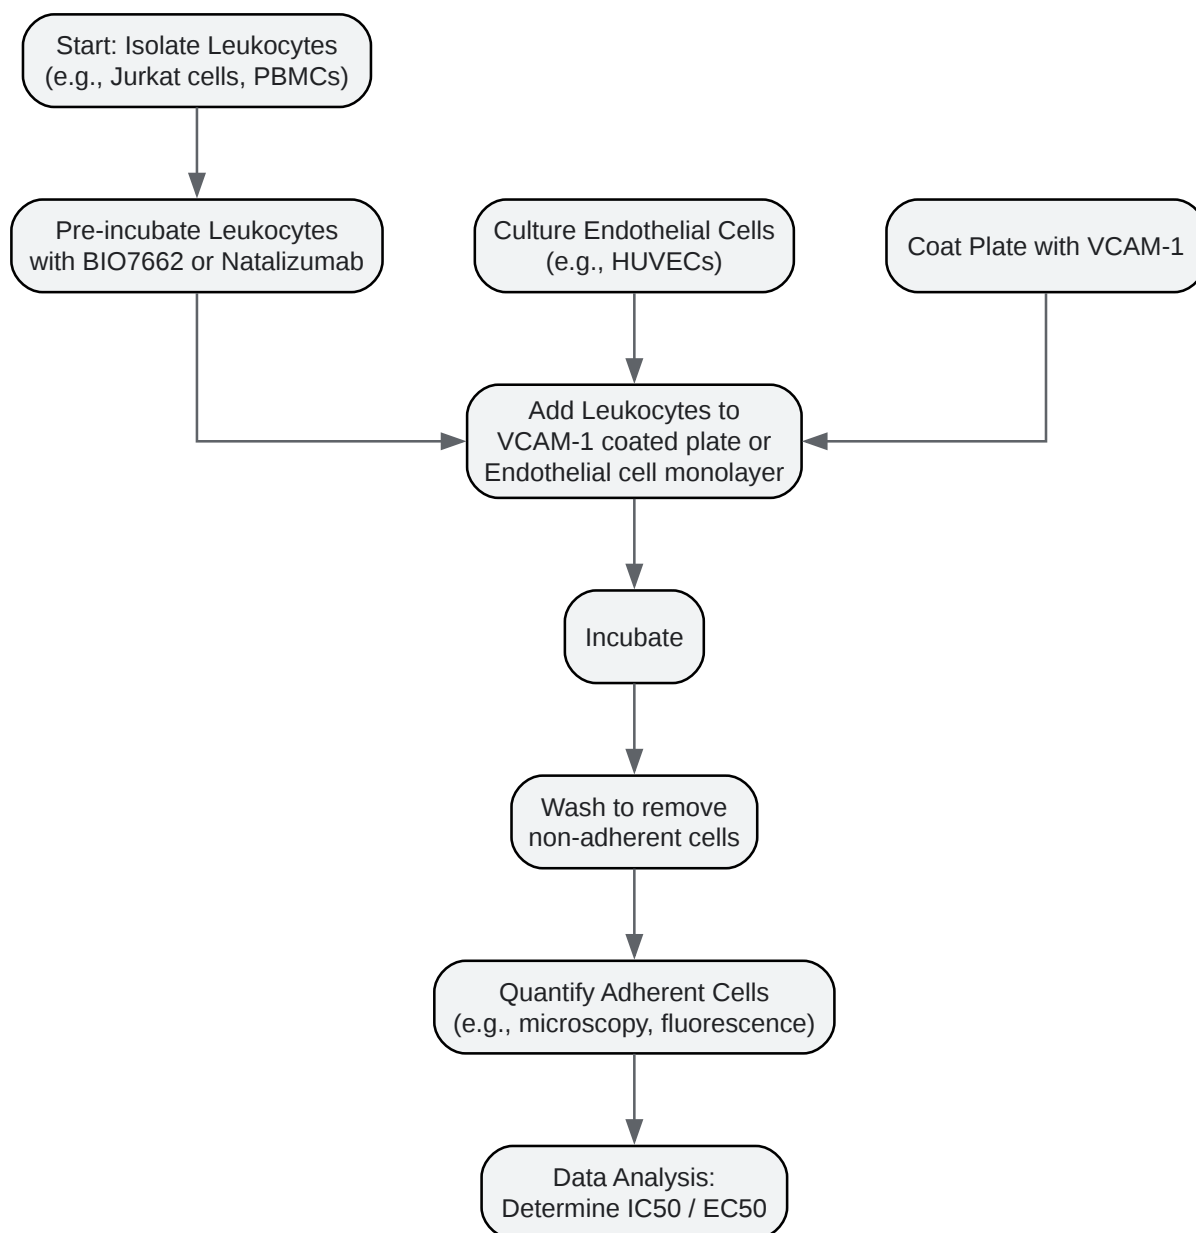 Start: Isolate Leukocytes
(e.g., Jurkat cells, PBMCs)
Pre-incubate Leukocytes
with BIO7662 or Natalizumab
Culture Endothelial Cells
(e.g., HUVECs)
Coat Plate with VCAM-1
Add Leukocytes to
VCAM-1 coated plate or
Endothelial cell monolayer
Incubate
Wash to remove
non-adherent cells
Quantify Adherent Cells
(e.g., microscopy, fluorescence)
Data Analysis:
Determine IC50 / EC50